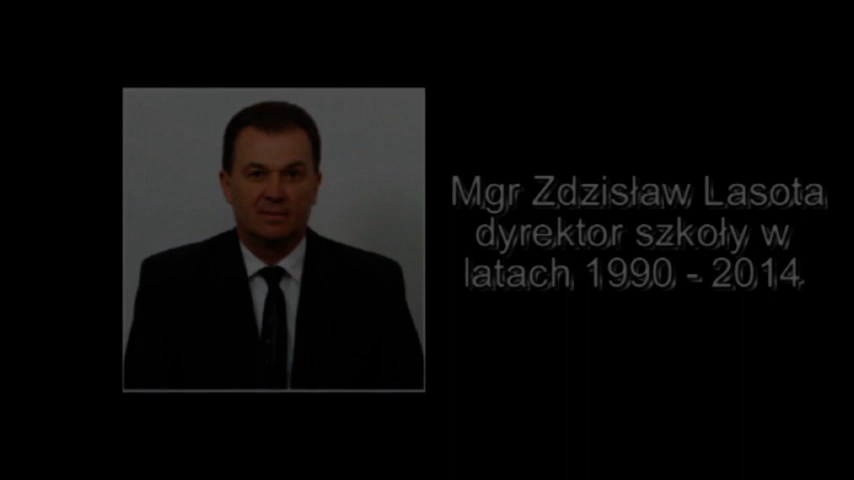 Mgr Zdzisław Lasota
dyrektor szkoły w
latach 1990 - 2014